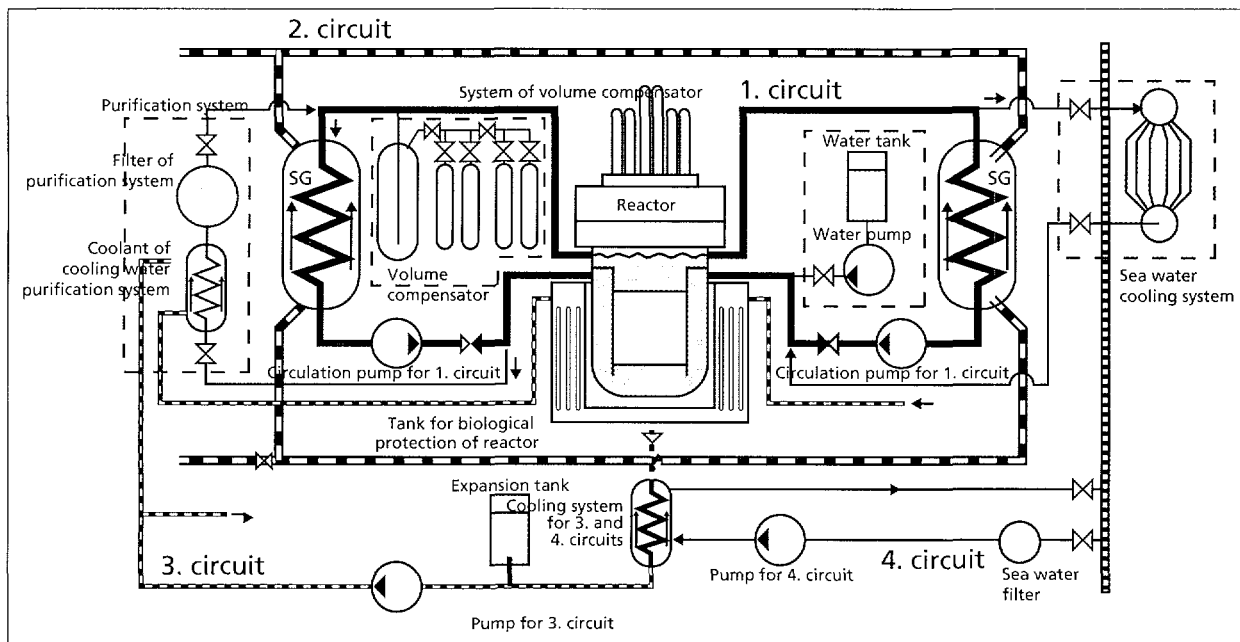 2. circuit
1. circuit
System of volume compensator
Purification system
Water tank
Filter of
purification system
SG
SG
Reactor
Water pump
Coolant of
cooling water
purification system
Volume
compensator
Sea water
cooling system
Circulation pump for 1. circuit
Circulation pump for 1. circuit
Tank for biological
protection of reactor
Expansion tank
Cooling system
for 3. and
4. circuits
3. circuit
4. circuit
Pump for 4. circuit
Sea water
filter
Pump for 3. circuit